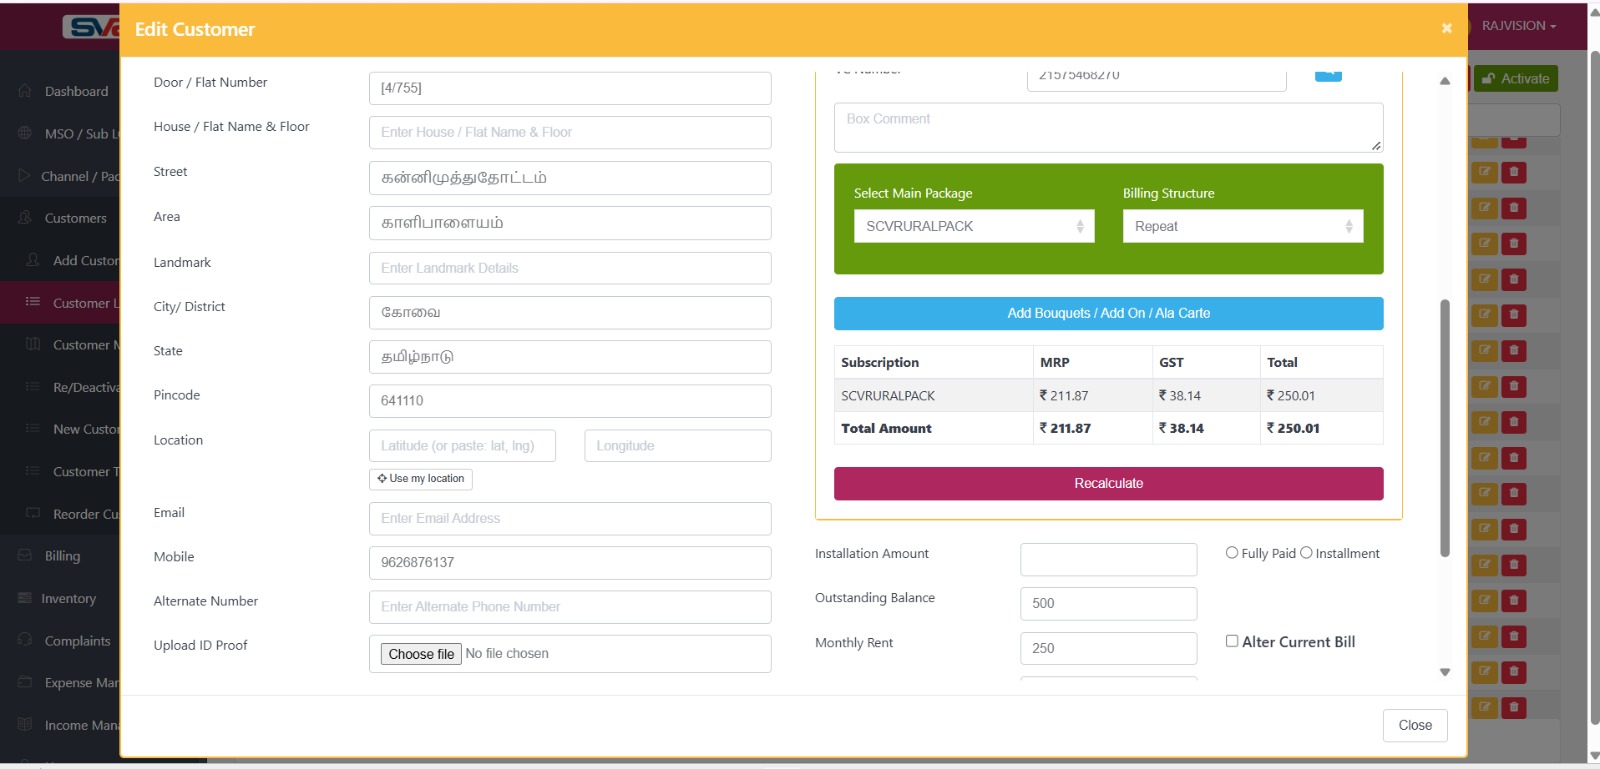 Edit Customer
×
RAJVISION
Activate
Dashboard
MSO / Sub L
Channel / Pac
Customers
Add Custo
Customer L
Customer M
Re/Deactiva
New Custo
Customer T
Reorder Cu
Billing
Inventory
Complaints
Expense Mar
Income Mana
Door / Flat Number
[4/755]
House / Flat Name & Floor
Enter House / Flat Name & Floor
Street
கன்னிமுத்துதோட்டம்
Area
காளிபாளையம்
Landmark
Enter Landmark Details
City/ District
கோவை
State
தமிழ்நாடு
Pincode
641110
Location
Latitude (or paste: lat, lng)
Longitude
Use my location
Email
Enter Email Address
Mobile
9626876137
Alternate Number
Enter Alternate Phone Number
Upload ID Proof
Choose file No file chosen
21575468270
Box Comment
Select Main Package
Billing Structure
SCVRURALPACK
Repeat
Add Bouquets / Add On / Ala Carte
Subscription MRP GST Total
SCVRURALPACK ₹ 211.87 ₹ 38.14 ₹ 250.01
Total Amount ₹ 211.87 ₹ 38.14 ₹ 250.01
Recalculate
Installation Amount
Fully Paid Installment
Outstanding Balance
500
Monthly Rent
250
Alter Current Bill
Close